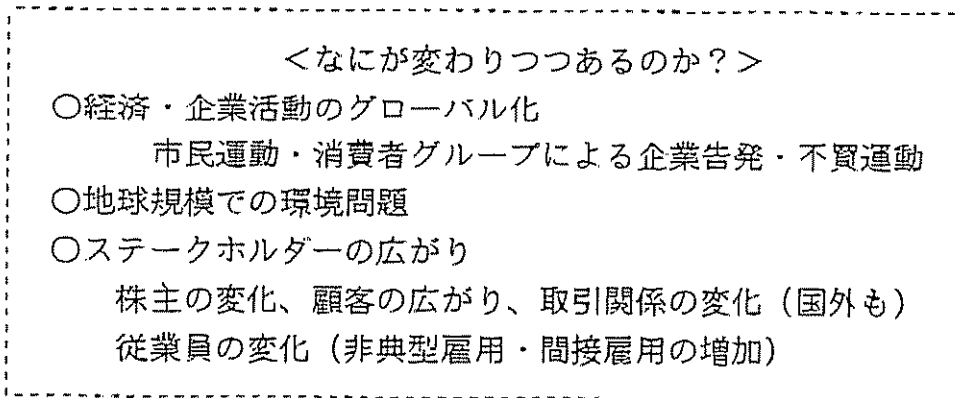 ＜なにが変わりつつあるのか？＞
○経済・企業活動のグローバル化
市民運動・消費者グループによる企業告発・不買運動
○地球規模での環境問題
○ステークホルダーの広がり
株主の変化、顧客の広がり、取引関係の変化（国外も）
従業員の変化（非典型雇用・間接雇用の増加）